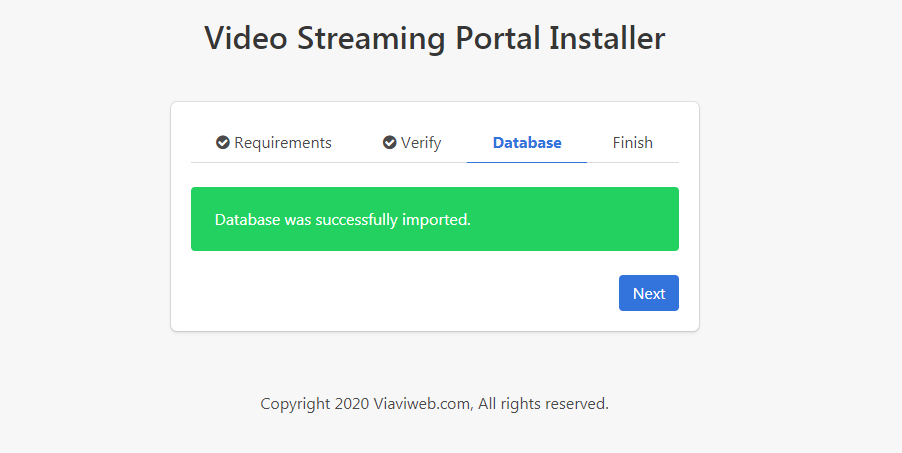 Video Streaming Portal Installer
Requirements Verify Database Finish
Database was successfully imported.
Next
Copyright 2020 Viaviweb.com, All rights reserved.